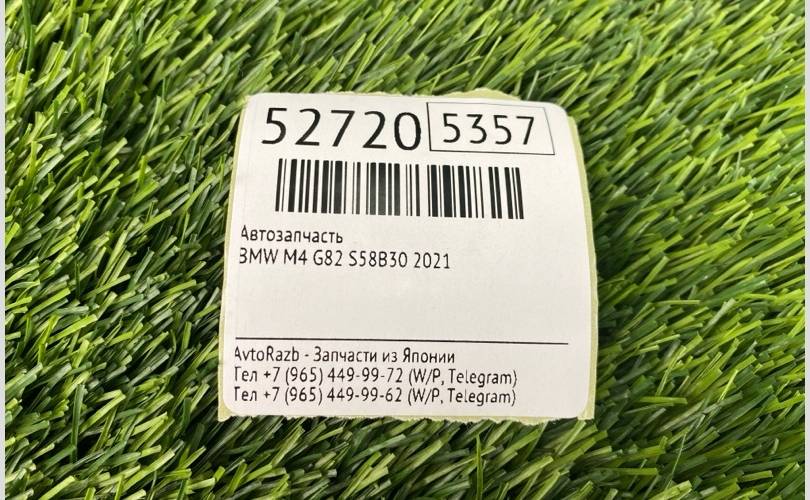 52720 5357
Автозапчасть
BMW M4 G82 S58B30 2021
AvtoRazb - Запчасти из Японии
Тел +7 (965) 449-99-72 (W/P, Telegram)
Тел +7 (965) 449-99-62 (W/P, Telegram)